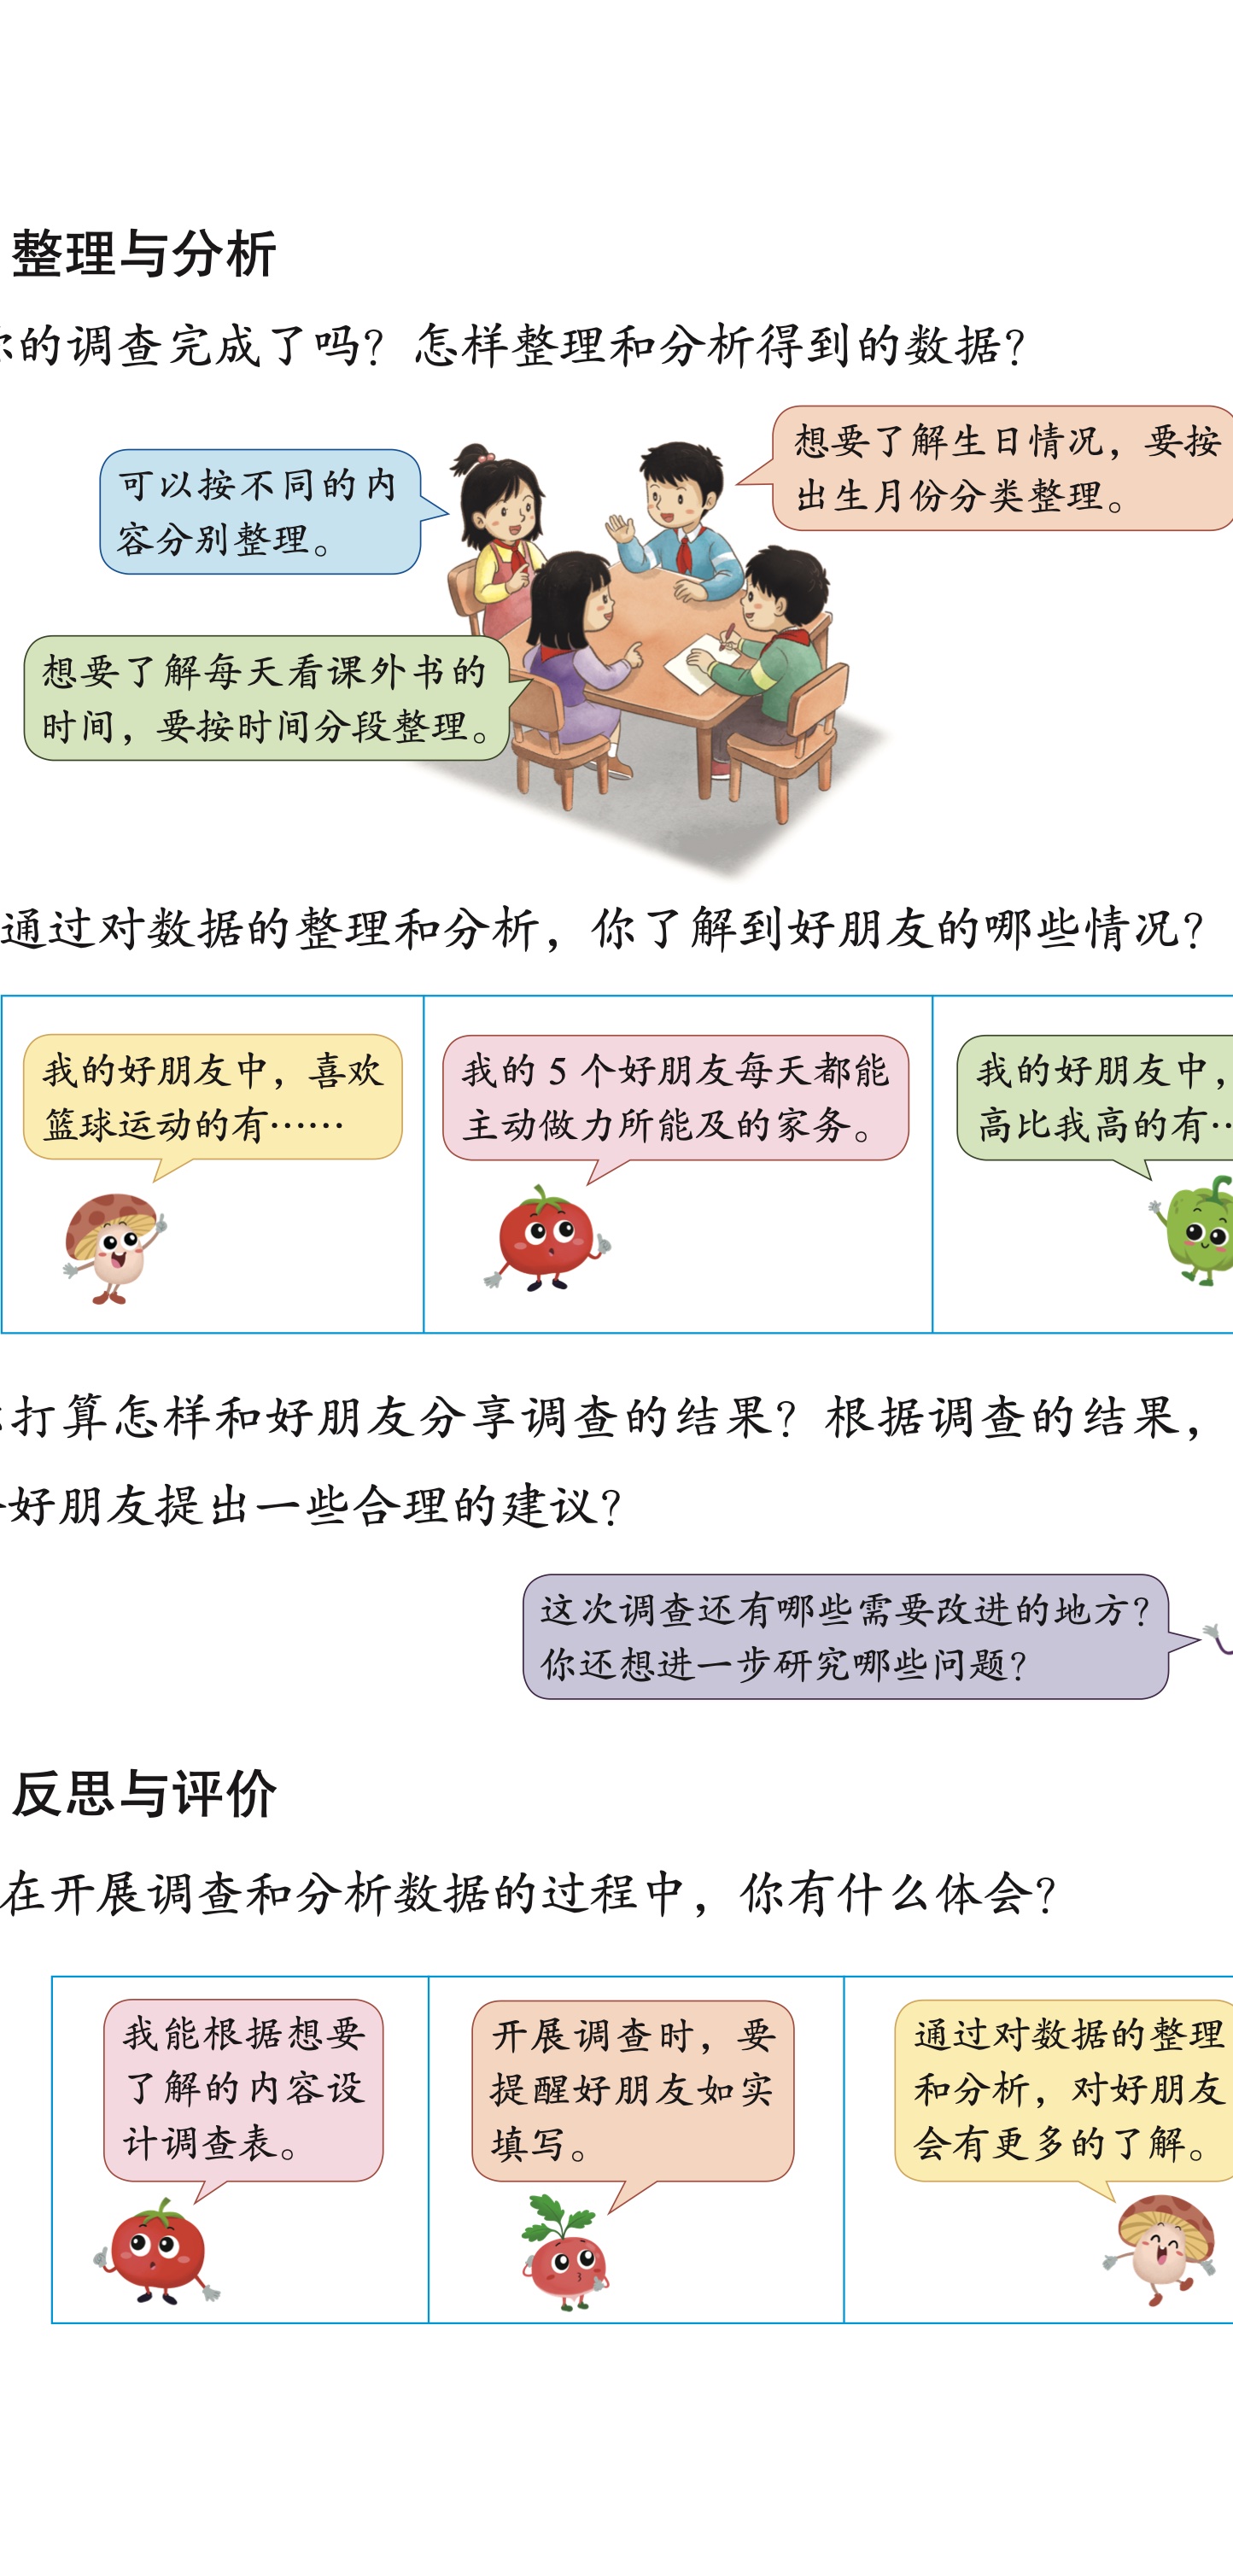 整理与分析
的调查完成了吗？怎样整理和分析得到的数据？
想要了解生日情况，要按
出生月份分类整理。
可以按不同的内
容分别整理。
想要了解每天看课外书的
时间，要按时间分段整理。
通过对数据的整理和分析，你了解到好朋友的哪些情况？
我的好朋友中，喜欢
篮球运动的有……
我的 5 个好朋友每天都能
主动做力所能及的家务。
我的好朋友中，
高比我高的有…
打算怎样和好朋友分享调查的结果？根据调查的结果，
好朋友提出一些合理的建议？
这次调查还有哪些需要改进的地方？
你还想进一步研究哪些问题？
反思与评价
在开展调查和分析数据的过程中，你有什么体会？
我能根据想要
了解的内容设
计调查表。
开展调查时，要
提醒好朋友如实
填写。
通过对数据的整理
和分析，对好朋友
会有更多的了解。